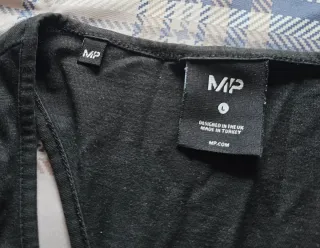 MP
MP
L
DESIGNED IN THE UK
MADE IN TURKEY
MP.COM